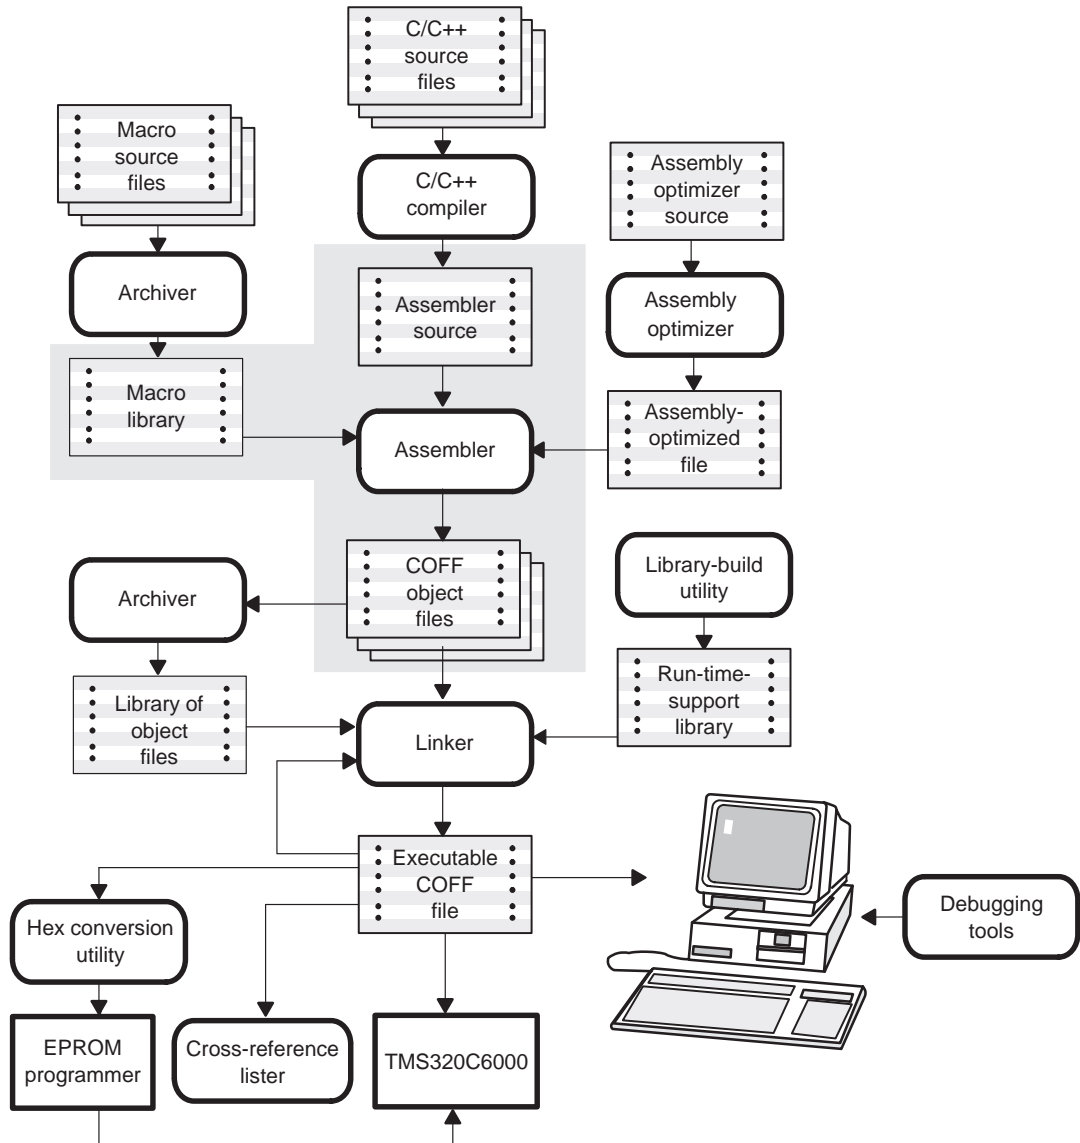 C/C++
source
files
Macro
source
files
C/C++
compiler
Assembly
optimizer
source
Archiver
Assembler
source
Assembly
optimizer
Macro
library
Assembler
Assembly-
optimized
file
Archiver
COFF
object
files
Library-build
utility
Library of
object
files
Linker
Run-time-
support
library
Executable
COFF
file
Debugging
tools
Hex conversion
utility
EPROM
programmer
Cross-reference
lister
TMS320C6000